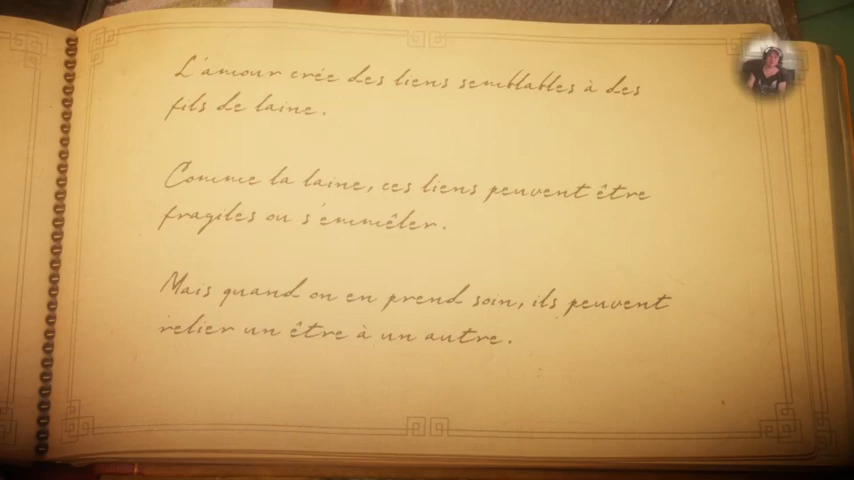 L'amour crée des liens semblables à des
fils de laine.
Comme la laine, ces liens peuvent être
fragiles ou s'emmêler.
Mais quand on en prend soin, ils peuvent
relier un être à un autre.